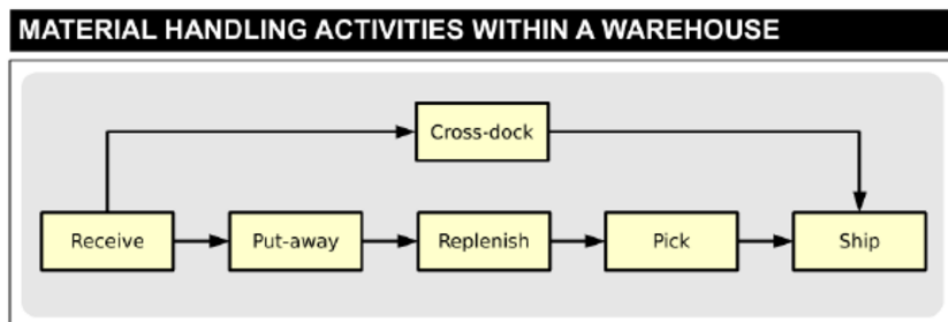 MATERIAL HANDLING ACTIVITIES WITHIN A WAREHOUSE
Cross-dock
Receive
Put-away
Replenish
Pick
Ship